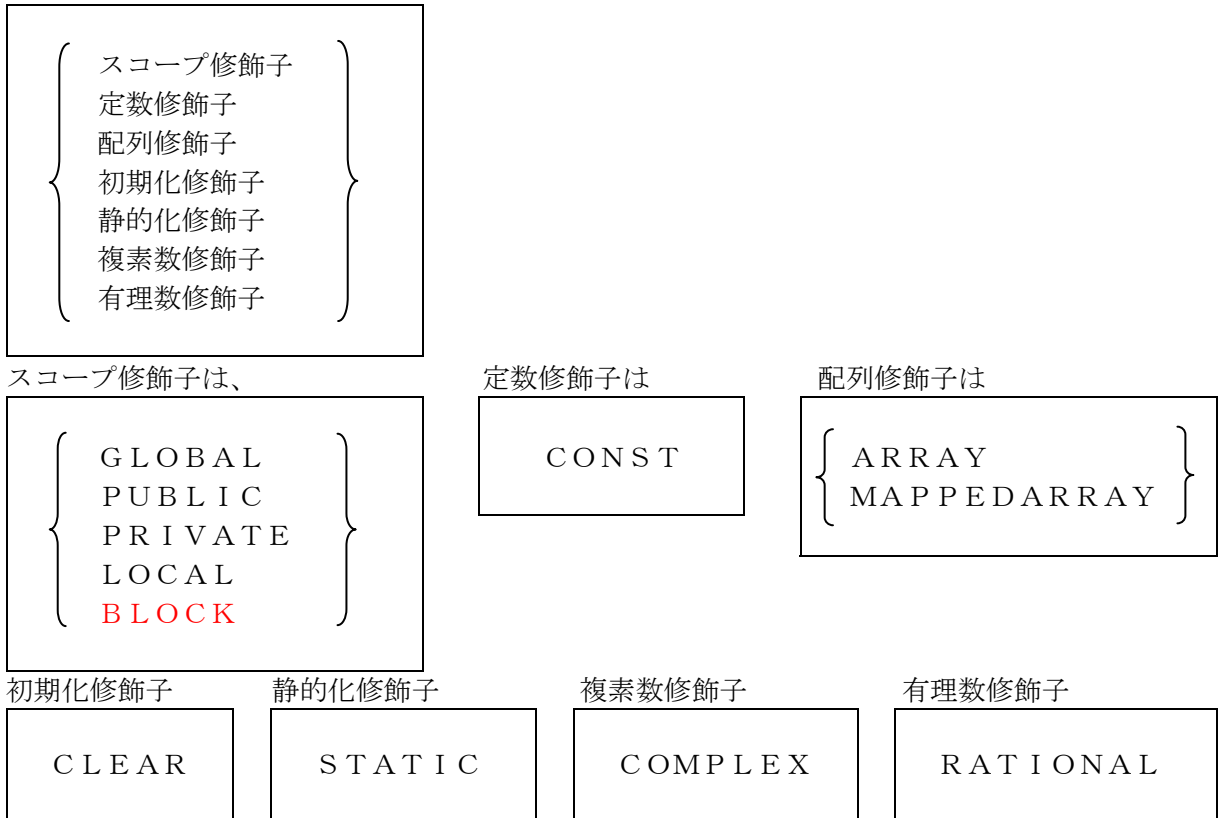 スコープ修飾子
定数修飾子
配列修飾子
初期化修飾子
静的化修飾子
複素数修飾子
有理数修飾子
スコープ修飾子は、
ＧＬＯＢＡＬ
ＰＵＢＬＩＣ
ＰＲＩＶＡＴＥ
ＬＯＣＡＬ
ＢＬＯＣＫ
定数修飾子は
ＣＯＮＳＴ
配列修飾子は
ＡＲＲＡＹ
ＭＡＰＰＥＤＡＲＲＡＹ
初期化修飾子
ＣＬＥＡＲ
静的化修飾子
ＳＴＡＴＩＣ
複素数修飾子
ＣＯＭＰＬＥＸ
有理数修飾子
ＲＡＴＩＯＮＡＬ